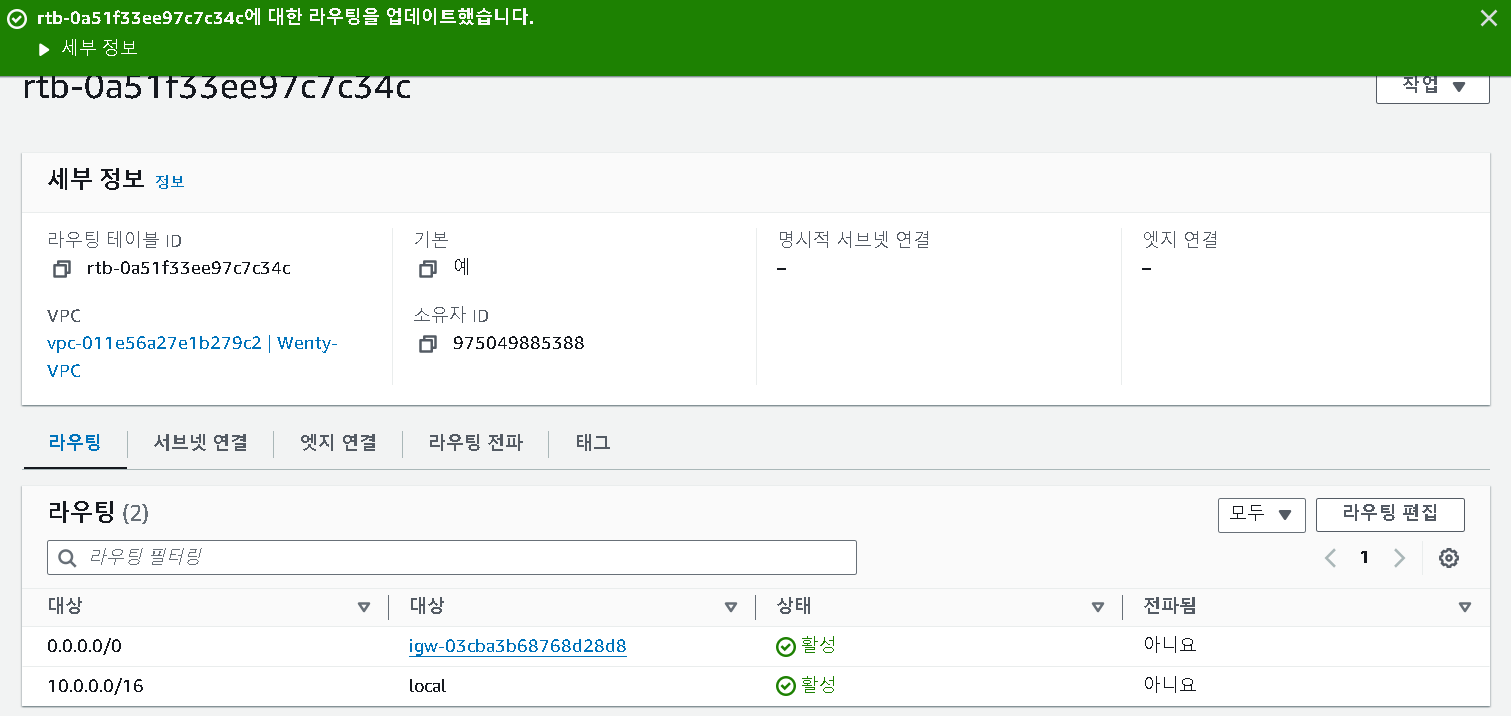 rtb-0a51f33ee97c7c34c에 대한 라우팅을 업데이트했습니다.
세부 정보
rtb-0a51f33ee97c7c34c
작업
세부 정보 정보
라우팅 테이블 ID
rtb-0a51f33ee97c7c34c
기본
예
명시적 서브넷 연결
–
엣지 연결
–
VPC
vpc-011e56a27e1b279c2 | Wenty-
VPC
소유자 ID
975049885388
라우팅 서브넷 연결 엣지 연결 라우팅 전파 태그
라우팅 (2)
모두 라우팅 편집
라우팅 필터링
1
대상 대상 상태 전파됨
0.0.0.0/0 igw-03cba3b68768d28d8 활성 아니요
10.0.0.0/16 local 활성 아니요